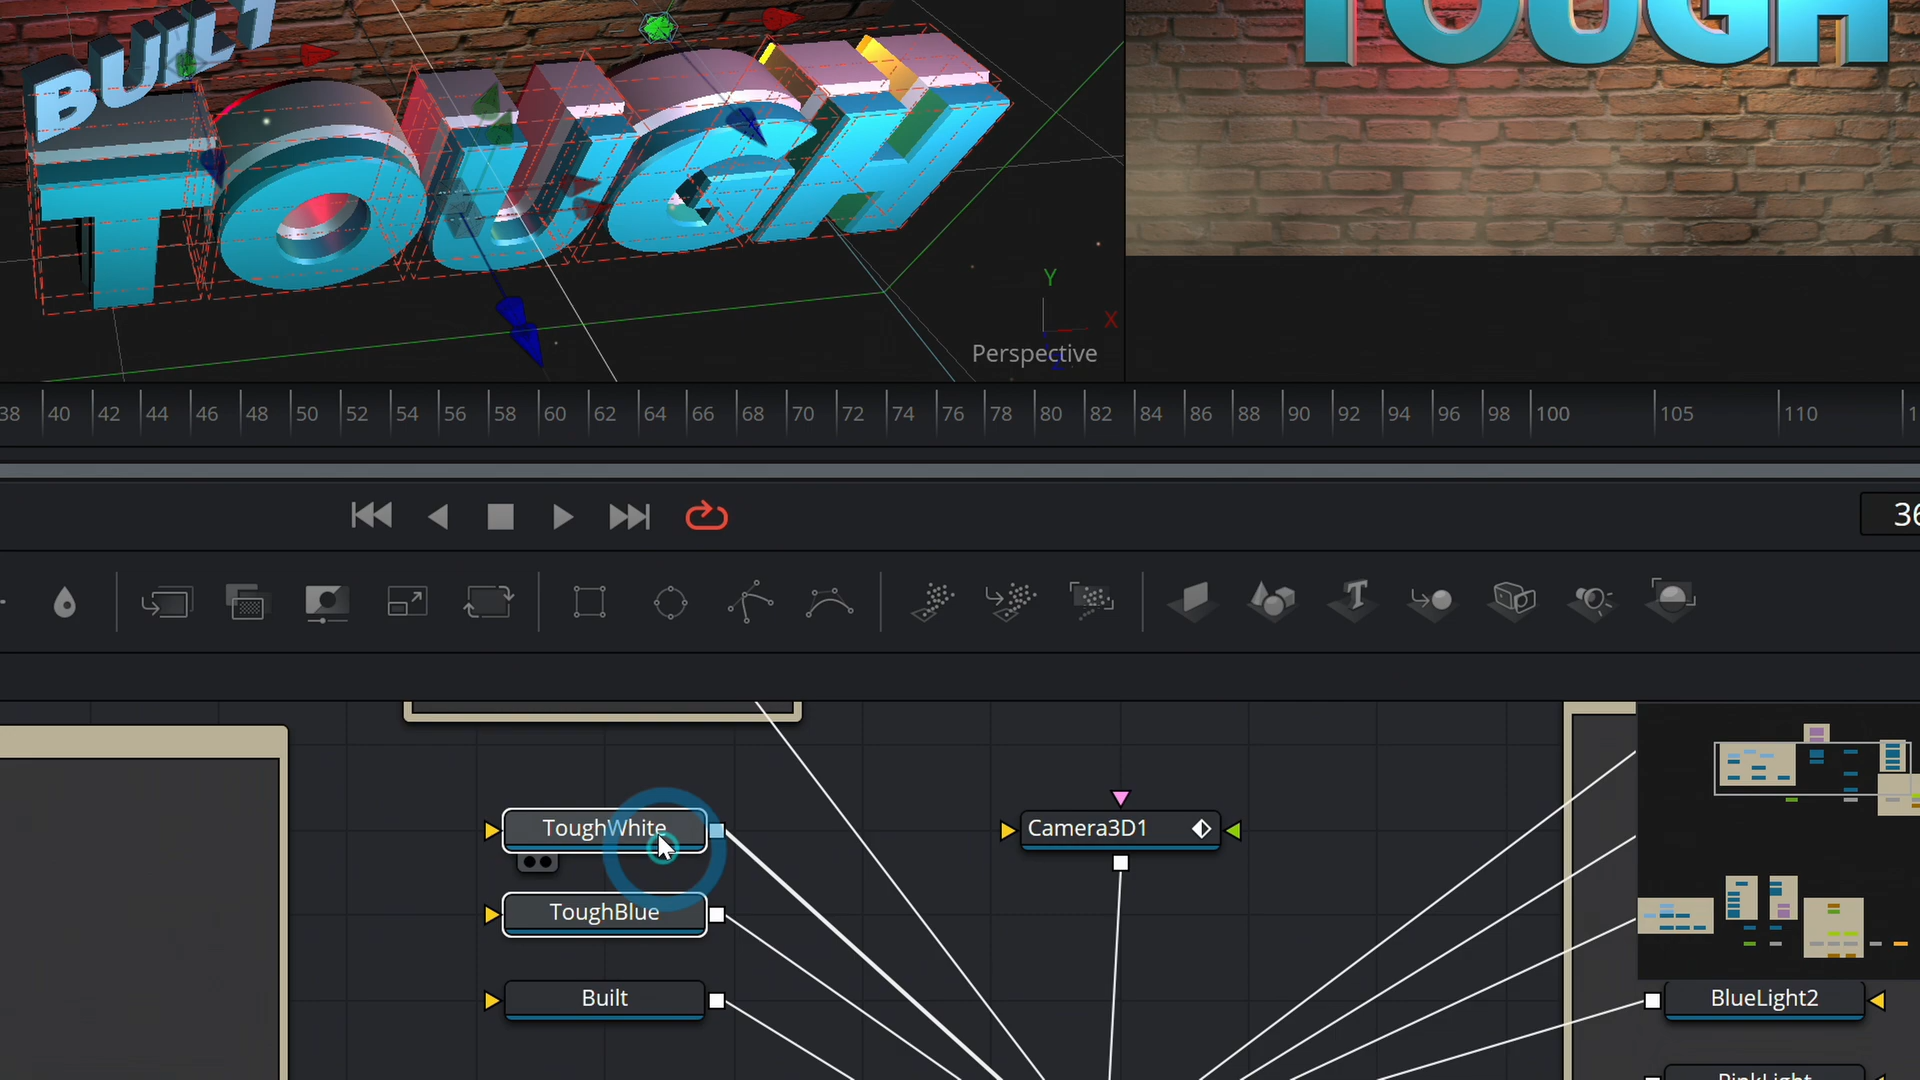 BUILT
TOUGH
TOUGH
Y
X
Perspective
38 40 42 44 46 48 50 52 54 56 58 60 62 64 66 68 70 72 74 76 78 80 82 84 86 88 90 92 94 96 98 100 105 110
36
ToughWhite
Camera3D1
ToughBlue
Built
BlueLight2
PinkLight